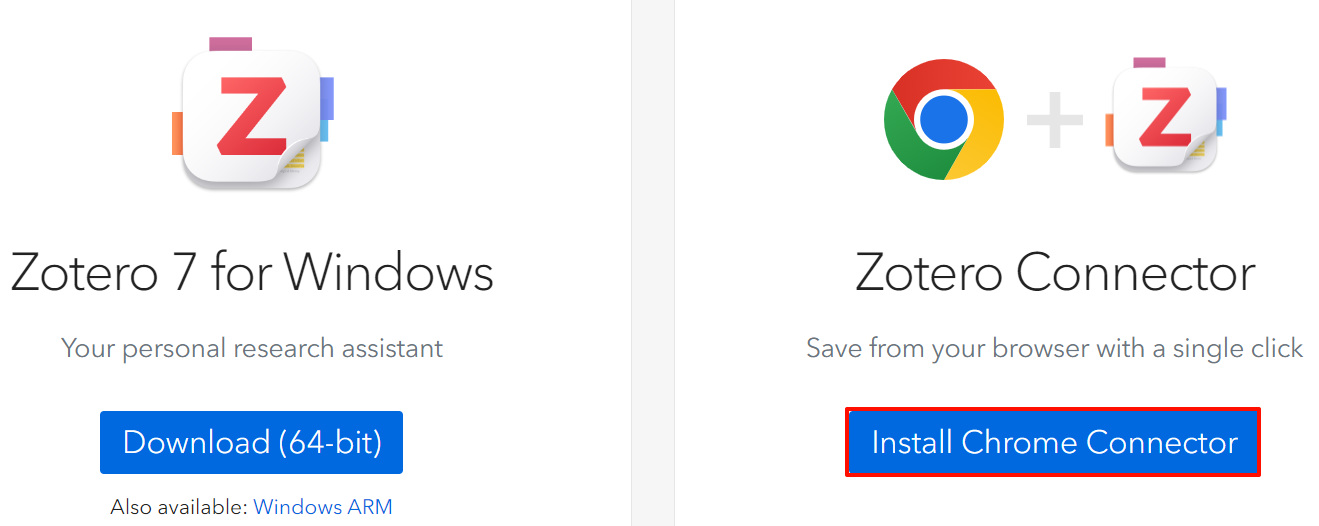 Z
Zotero 7 for Windows
Your personal research assistant
Download (64-bit)
Also available: Windows ARM
Z
Zotero Connector
Save from your browser with a single click
Install Chrome Connector